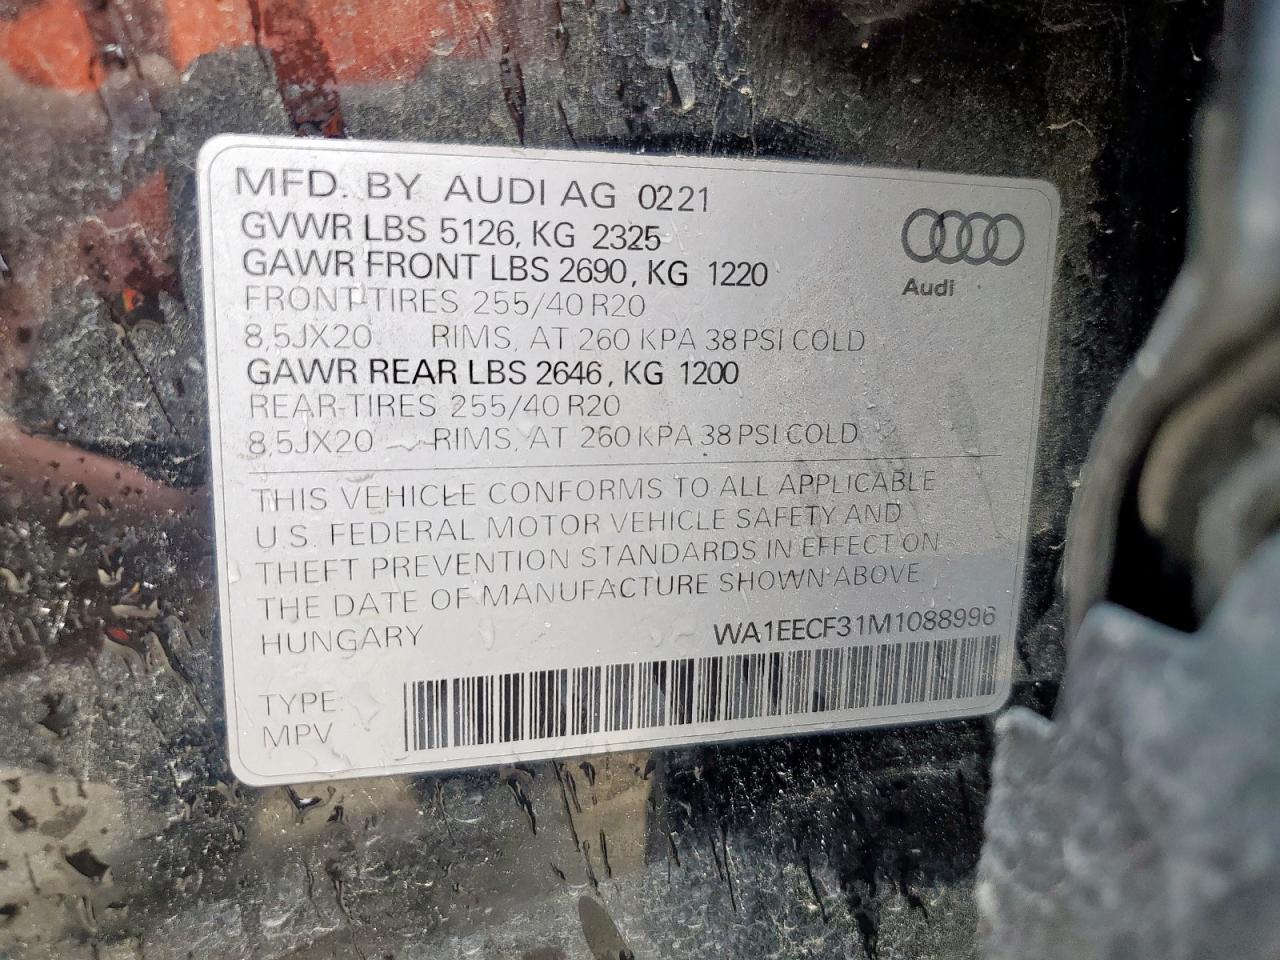 MFD. BY AUDI AG 0221
GVWR LBS 5126, KG 2325
GAWR FRONT LBS 2690, KG 1220
FRONT-TIRES 255/40 R20
8,5JX20 RIMS, AT 260 KPA 38 PSI COLD
GAWR REAR LBS 2646, KG 1200
REAR-TIRES 255/40 R20
8,5JX20 RIMS, AT 260 KPA 38 PSI COLD
Audi
THIS VEHICLE CONFORMS TO ALL APPLICABLE
U.S. FEDERAL MOTOR VEHICLE SAFETY AND
THEFT PREVENTION STANDARDS IN EFFECT ON
THE DATE OF MANUFACTURE SHOWN ABOVE
HUNGARY WA1EECF31M1088996
TYPE:
MPV